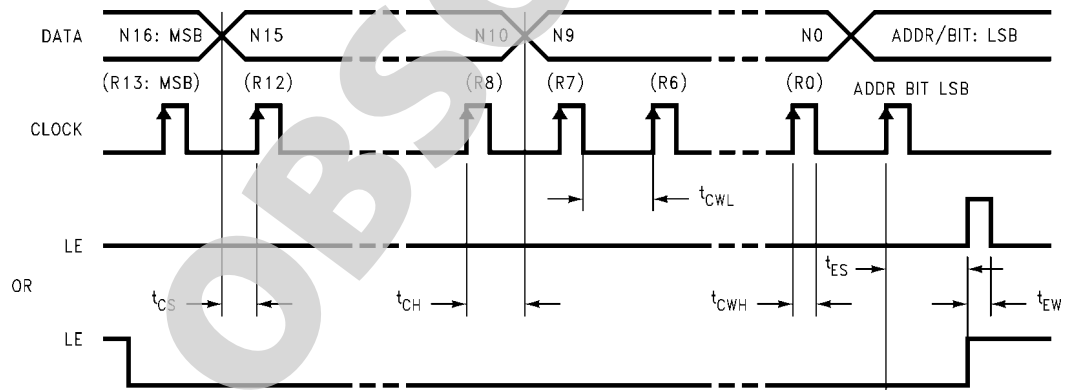 DATA N16: MSB N15 N10 N9 N0 ADDR/BIT: LSB
(R13: MSB) (R12) (R8) (R7) (R6) (R0) ADDR BIT LSB
CLOCK
tCWL
LE
OR
tCS tCH tCWH tES tEW
LE
OBSO